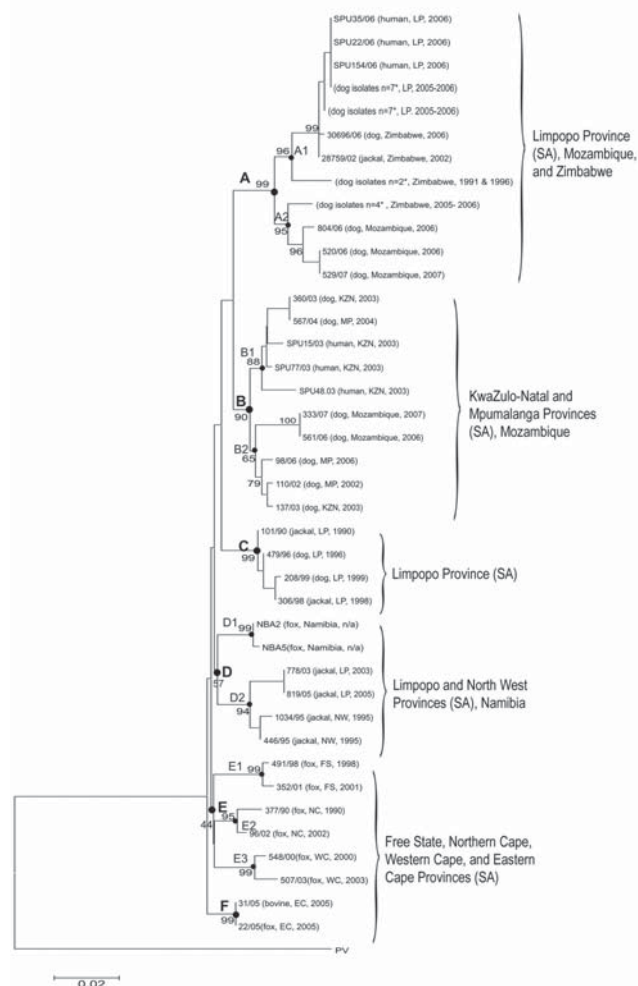 SPU35/06 (human, LP, 2006)
SPU22/06 (human, LP, 2006)
SPU154/06 (human, LP, 2006)
(dog isolates n=7*, LP, 2005-2006)
(dog isolates n=7*, LP. 2005-2006)
99
30696/06 (dog, Zimbabwe, 2006)
96 A1
28759/02 (jackal, Zimbabwe, 2002)
A
99
(dog isolates n=2*, Zimbabwe, 1991 & 1996)
(dog isolates n=4* , Zimbabwe, 2005- 2006)
A2
95
804/06 (dog, Mozambique, 2006)
96
520/06 (dog, Mozambique, 2006)
529/07 (dog, Mozambique, 2007)
Limpopo Province
(SA), Mozambique,
and Zimbabwe
360/03 (dog, KZN, 2003)
567/04 (dog, MP, 2004)
SPU15/03 (human, KZN, 2003)
B1
88
SPU77/03 (human, KZN, 2003)
SPU48.03 (human, KZN, 2003)
B
90
100
333/07 (dog, Mozambique, 2007)
561/06 (dog, Mozambique, 2006)
B2
65
98/06 (dog, MP, 2006)
79
110/02 (dog, MP, 2002)
137/03 (dog, KZN, 2003)
KwaZulo-Natal and
Mpumalanga Provinces
(SA), Mozambique
101/90 (jackal, LP, 1990)
C
99
479/96 (dog, LP, 1996)
208/99 (dog, LP, 1999)
306/98 (jackal, LP, 1998)
Limpopo Province (SA)
D1
99
NBA2 (fox, Namibia, n/a)
NBA5(fox, Namibia, n/a)
D
57
778/03 (jackal, LP, 2003)
D2
94
819/05 (jackal, LP, 2005)
1034/95 (jackal, NW, 1995)
446/95 (jackal, NW, 1995)
Limpopo and North West
Provinces (SA), Namibia
E1
99
491/98 (fox, FS, 1998)
352/01 (fox, FS, 2001)
E
44
95
E2
377/90 (fox, NC, 1990)
96/02 (fox, NC, 2002)
E3
99
548/00(fox, WC, 2000)
507/03(fox, WC, 2003)
F
99
31/05 (bovine, EC, 2005)
22/05(fox, EC, 2005)
Free State, Northern Cape,
Western Cape, and Eastern
Cape Provinces (SA)
PV
0.02